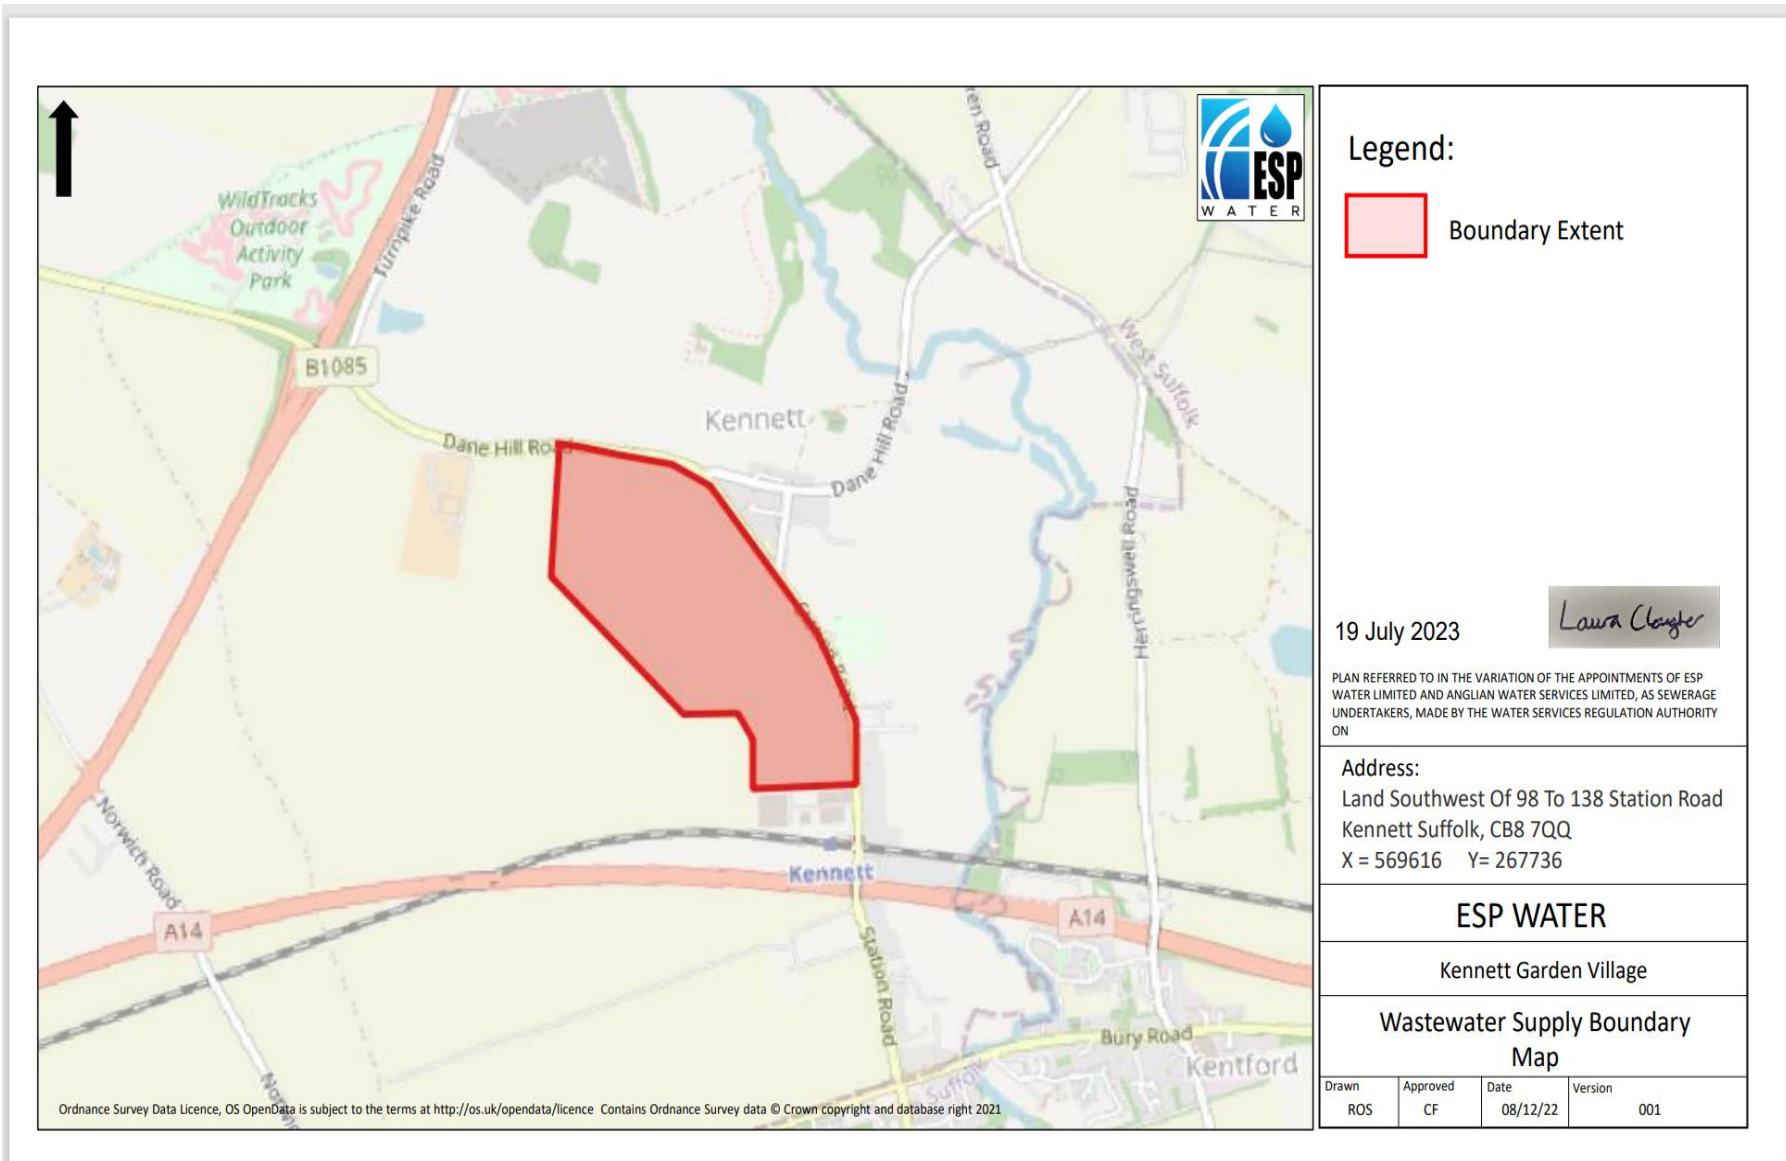 WildTracks
Outdoor
Activity
Park
Turnpike Road
B1085
Dane Hill Road
Kennett
Dane Hill Road
Station Road
West Suffolk
Herringswell Road
Norwich Road
A14
Kennett
A14
Station Road
Bury Road
Kentford
Suffolk
Ordnance Survey Data Licence, OS OpenData is subject to the terms at http://os.uk/opendata/licence Contains Ordnance Survey data © Crown copyright and database right 2021
ESP
WATER
Legend:
Boundary Extent
19 July 2023
PLAN REFERRED TO IN THE VARIATION OF THE APPOINTMENTS OF ESP
WATER LIMITED AND ANGLIAN WATER SERVICES LIMITED, AS SEWERAGE
UNDERTAKERS, MADE BY THE WATER SERVICES REGULATION AUTHORITY
ON
Address:
Land Southwest Of 98 To 138 Station Road
Kennett Suffolk, CB8 7QQ
X = 569616 Y= 267736
ESP WATER
Kennett Garden Village
Wastewater Supply Boundary
Map
Drawn Approved Date Version
ROS CF 08/12/22 001